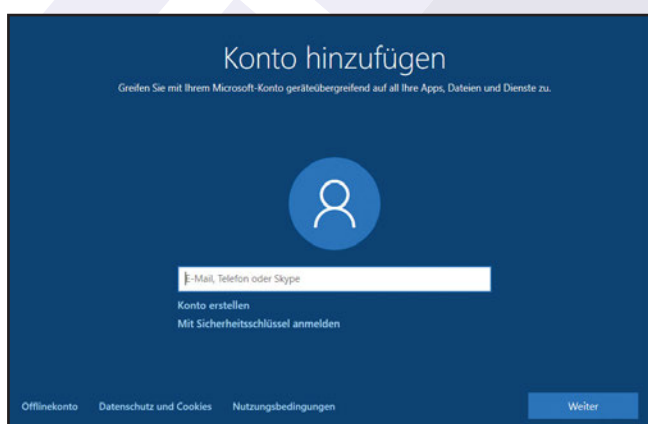 Konto hinzufügen
Greifen Sie mit Ihrem Microsoft-Konto geräteübergreifend auf all Ihre Apps, Dateien und Dienste zu.
E-Mail, Telefon oder Skype
Konto erstellen
Mit Sicherheitsschlüssel anmelden
Offlinekonto Datenschutz und Cookies Nutzungsbedingungen Weiter